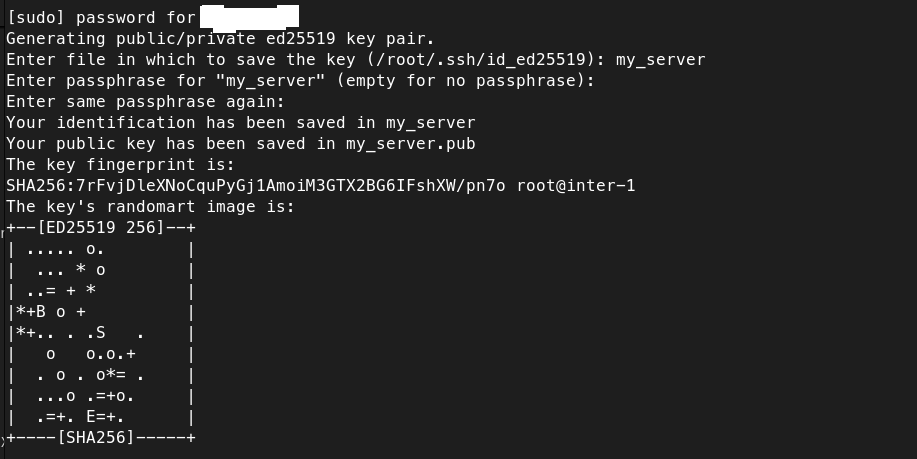 [sudo] password for
Generating public/private ed25519 key pair.
Enter file in which to save the key (/root/.ssh/id_ed25519): my_server
Enter passphrase for "my_server" (empty for no passphrase):
Enter same passphrase again:
Your identification has been saved in my_server
Your public key has been saved in my_server.pub
The key fingerprint is:
SHA256:7rFvjDleXNoCquPyGj1AmoiM3GTX2BG6IFshXW/pn7o root@inter-1
The key's randomart image is:
+--[ED25519 256]--+
| ..... o.        |
|  ... * o        |
| ..= + *         |
|*+B o +          |
|*+.. . .S   .    |
|   o   o.o.+     |
|  . o . o*= .    |
|  ...o .=+o.     |
|  .=+. E=+.      |
+----[SHA256]-----+